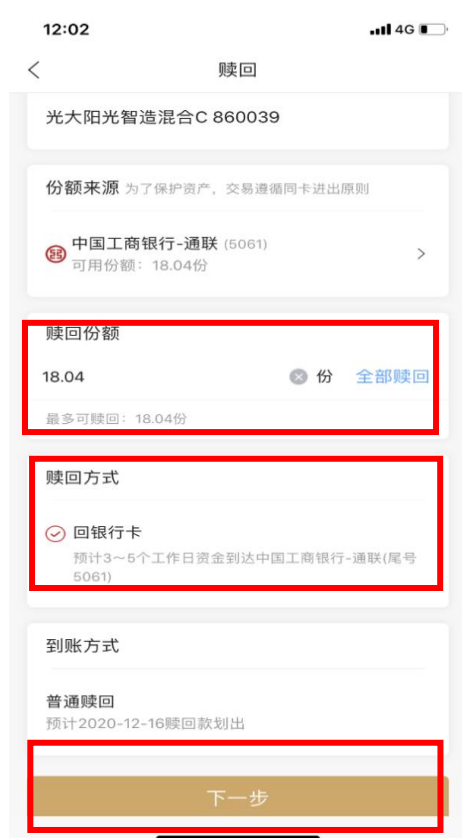 12:02
4G
赎回
光大阳光智造混合C 860039
份额来源 为了保护资产，交易遵循同卡进出原则
中国工商银行-通联 (5061)
可用份额：18.04份
赎回份额
18.04 份 全部赎回
最多可赎回：18.04份
赎回方式
回银行卡
预计3～5个工作日资金到达中国工商银行-通联(尾号
5061)
到账方式
普通赎回
预计2020-12-16赎回款划出
下一步